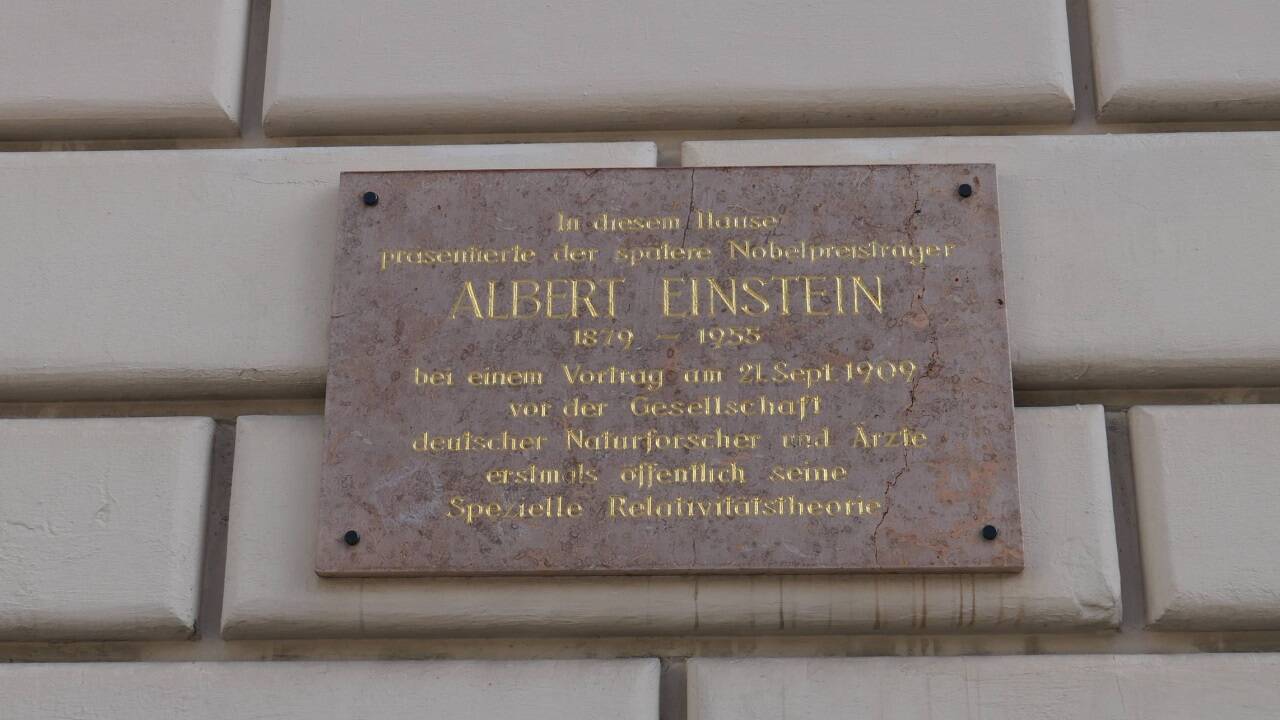 In diesem Hause
präsentierte der spätere Nobelpreisträger
ALBERT EINSTEIN
1879 – 1955
bei einem Vortrag am 21.Sept.1909
vor der Gesellschaft
deutscher Naturforscher und Ärzte
erstmals öffentlich seine
Spezielle Relativitätstheorie